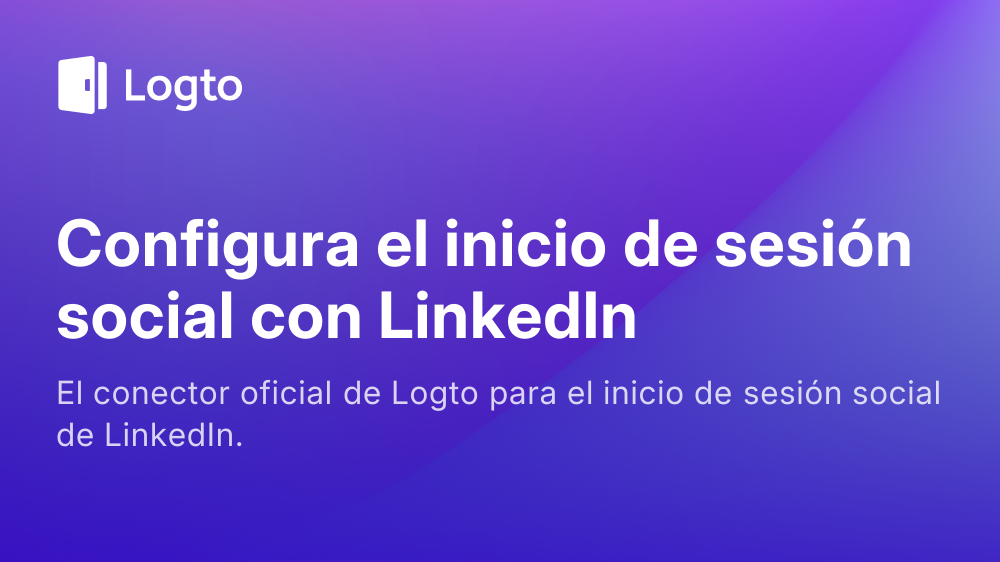 Logto
Configura el inicio de sesión
social con LinkedIn
El conector oficial de Logto para el inicio de sesión social
de LinkedIn.